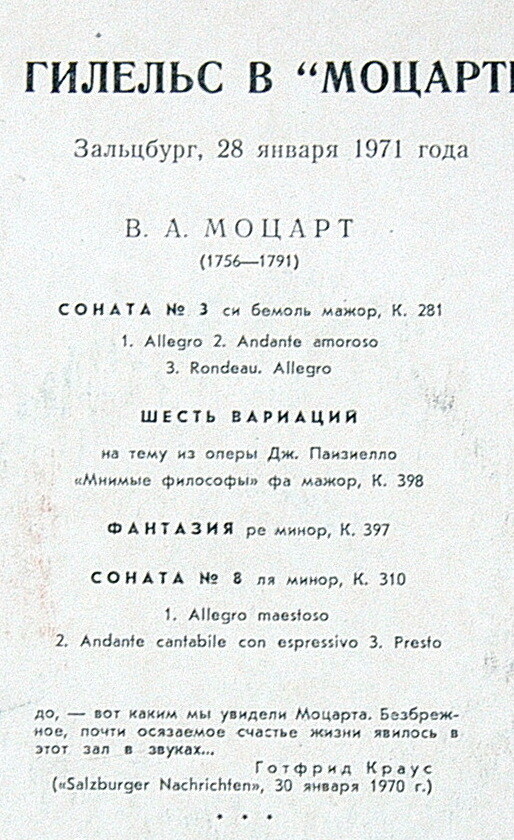 ГИЛЕЛЬС В “МОЦАРТ
Зальцбург, 28 января 1971 года
В. А. МОЦАРТ
(1756—1791)
СОНАТА № 3 си бемоль мажор, К. 281
1. Allegro 2. Andante amoroso
3. Rondeau. Allegro
ШЕСТЬ ВАРИАЦИЙ
на тему из оперы Дж. Паизиелло
«Мнимые философы» фа мажор, К. 398
ФАНТАЗИЯ ре минор, К. 397
СОНАТА № 8 ля минор, К. 310
1. Allegro maestoso
2. Andante cantabile con espressivo 3. Presto
до, — вот каким мы увидели Моцарта. Безбреж-
ное, почти осязаемое счастье жизни явилось в
этот зал в звуках...
Готфрид Краус
(«Salzburger Nachrichten», 30 января 1970 г.)
• • •